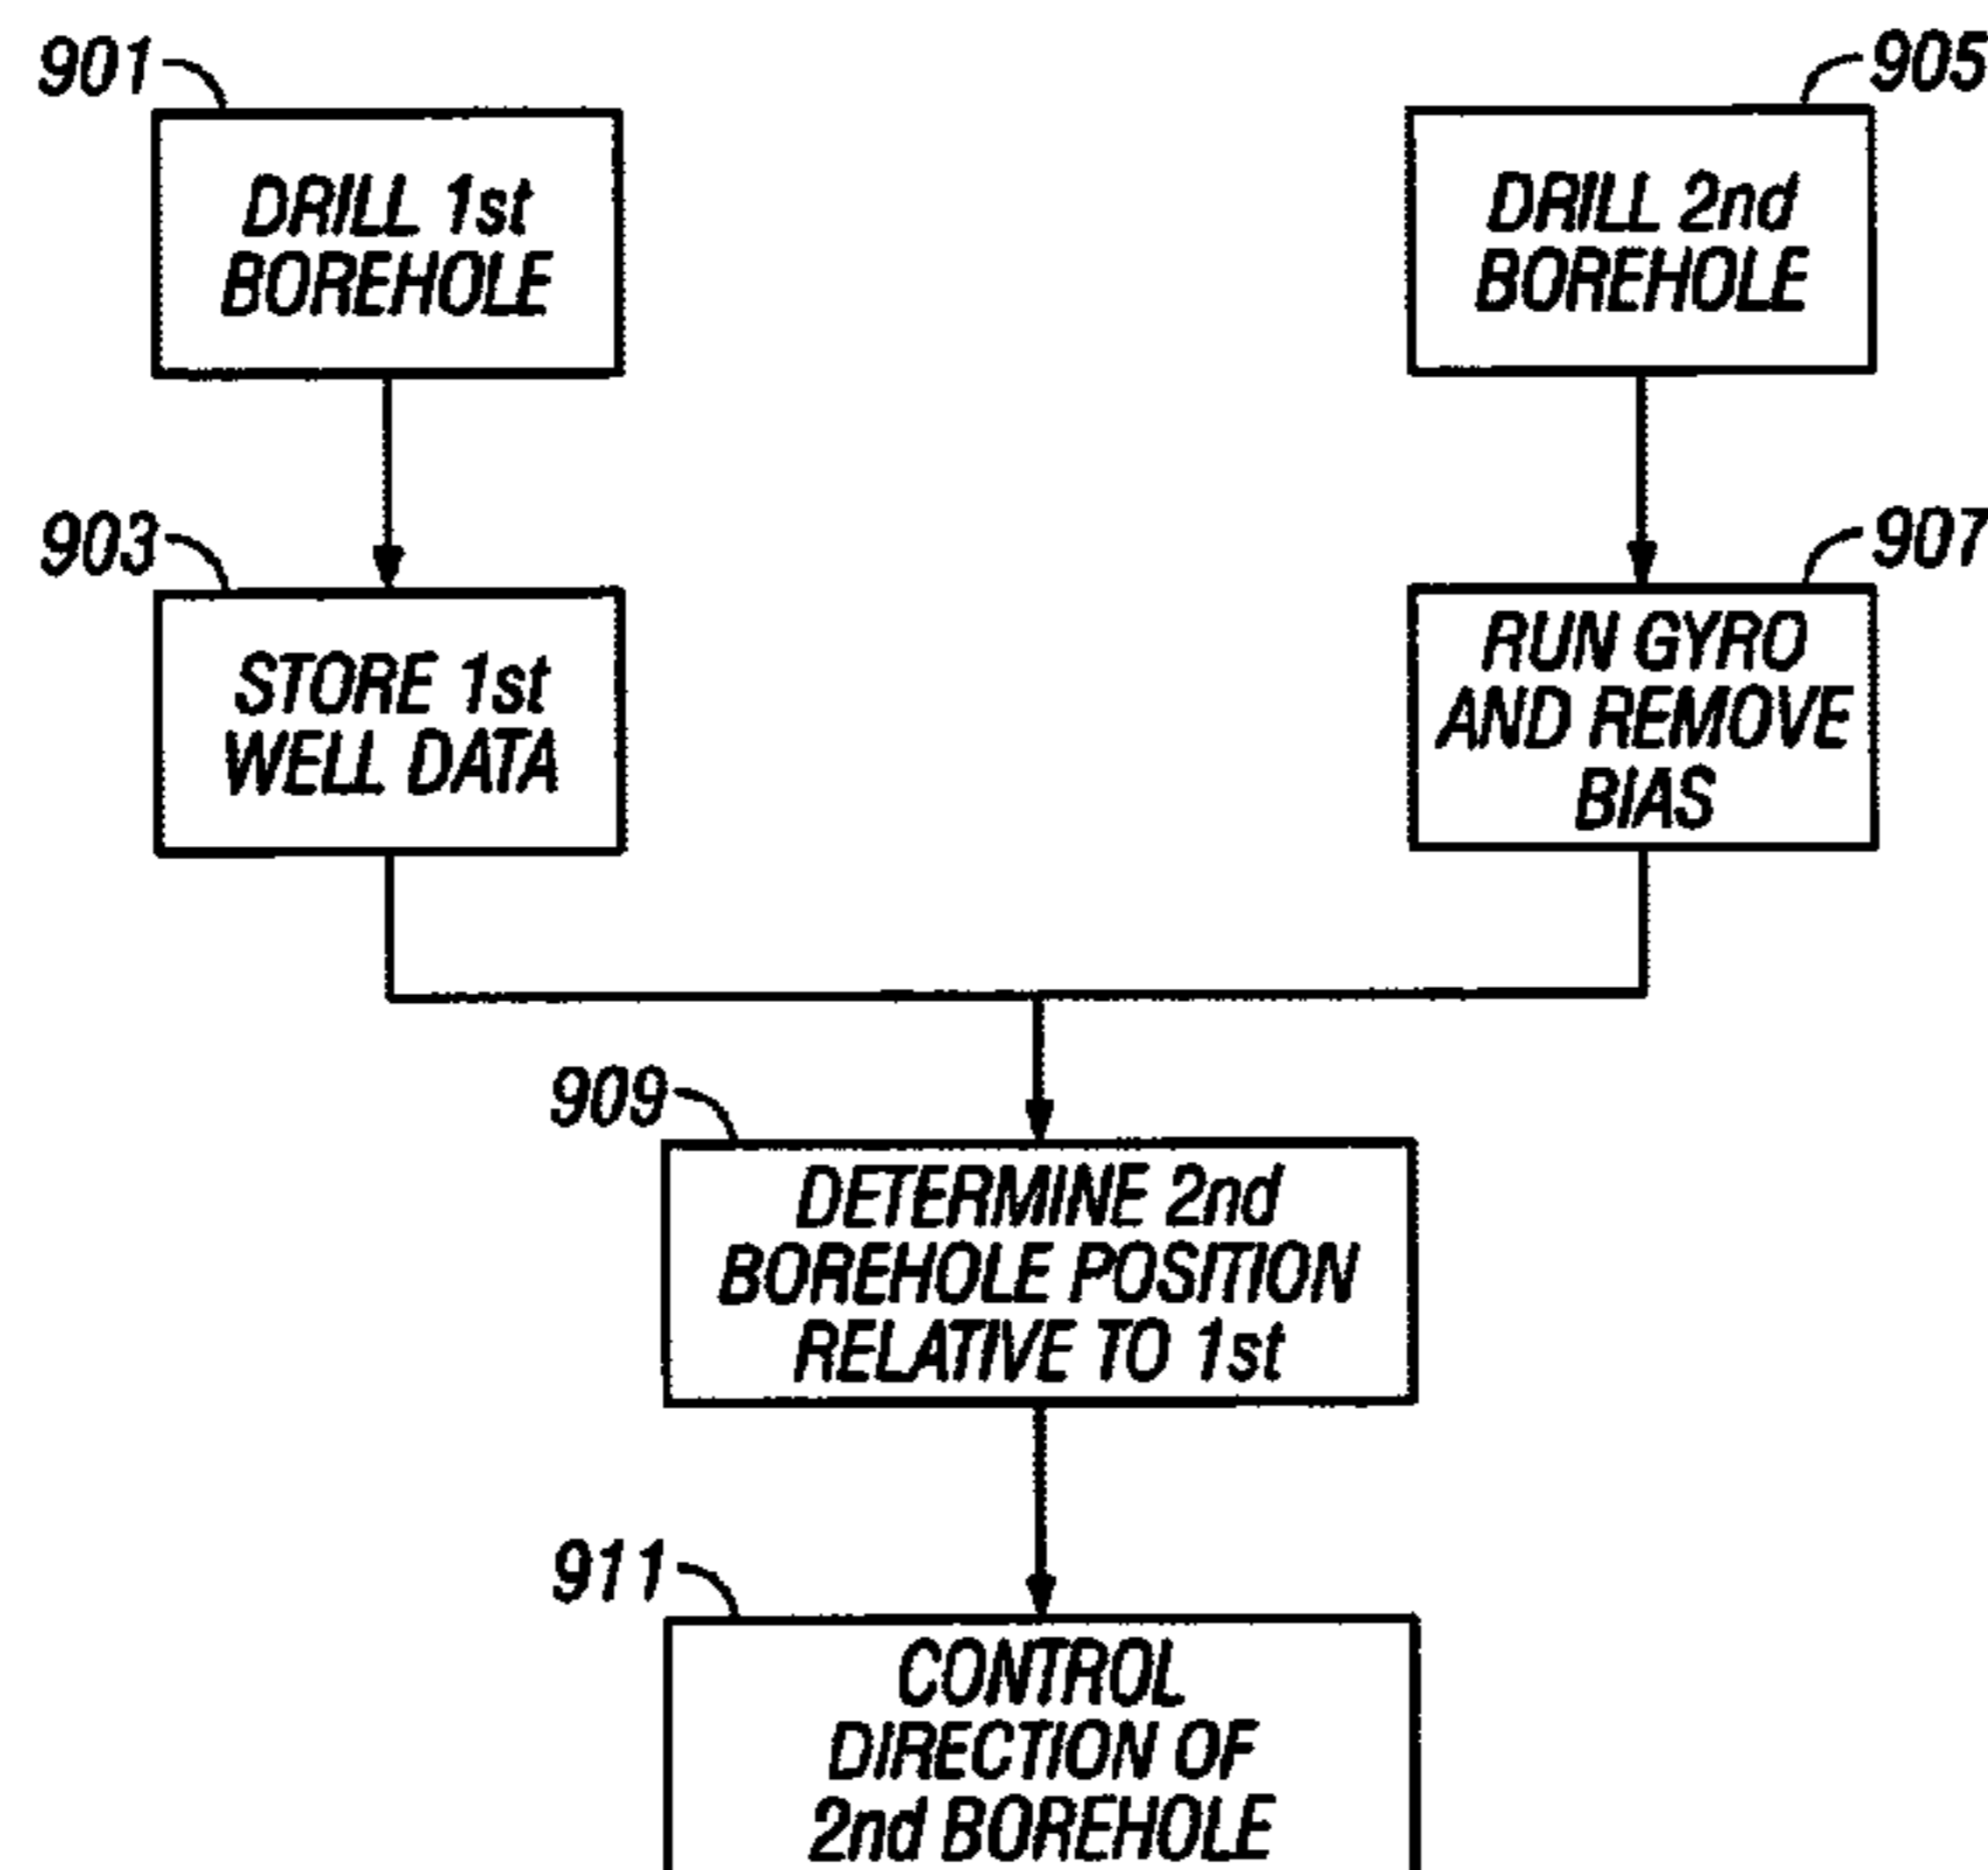 901
DRILL 1st
BOREHOLE
905
DRILL 2nd
BOREHOLE
903
STORE 1st
WELL DATA
907
RUN GYRO
AND REMOVE
BIAS
909
DETERMINE 2nd
BOREHOLE POSITION
RELATIVE TO 1st
911
CONTROL
DIRECTION OF
2nd BOREHOLE